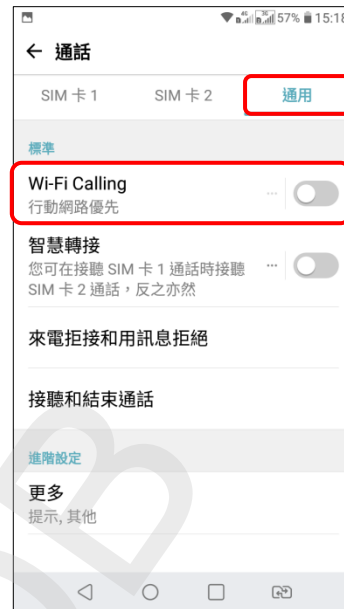 57% 15:18
通話
SIM 卡 1 SIM 卡 2 通用
標準
Wi-Fi Calling
行動網路優先
智慧轉接
您可在接聽 SIM 卡 1 通話時接聽
SIM 卡 2 通話，反之亦然
來電拒接和用訊息拒絕
接聽和結束通話
進階設定
更多
提示, 其他